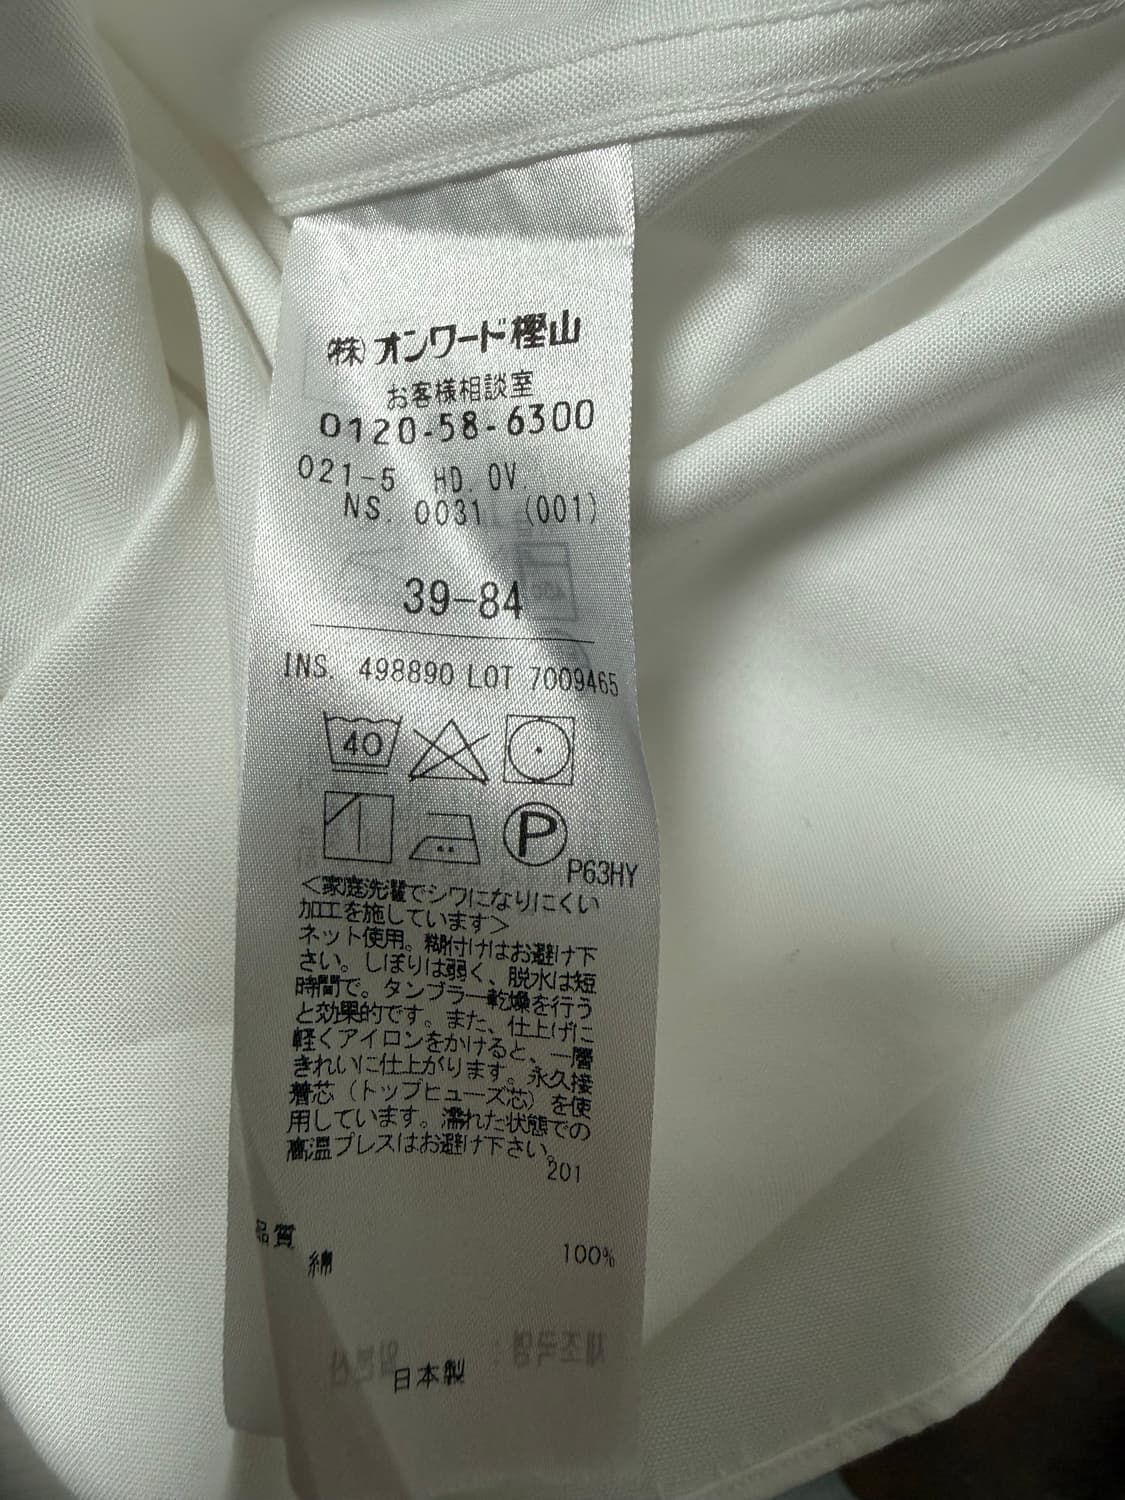 ㈱オンワード樫山
お客様相談室
0120-58-6300
021-5 HD. OV.
NS. 0031 (001)
39-84
INS. 498890 LOT 7009465
40
P
P63HY
<家庭洗濯でシワになりにくい
加工を施しています>
ネット使用。糊付けはお避け下
さい。しぼりは弱く、脱水は短
時間で。タンブラー乾燥を行う
と効果的です。また、仕上げに
軽くアイロンをかけると、一層
きれいに仕上がります。永久接
着芯（トップヒューズ芯）を使
用しています。濡れた状態での
高温プレスはお避け下さい。
201
品質
綿 100%
제조국명 : 일본산
日本製